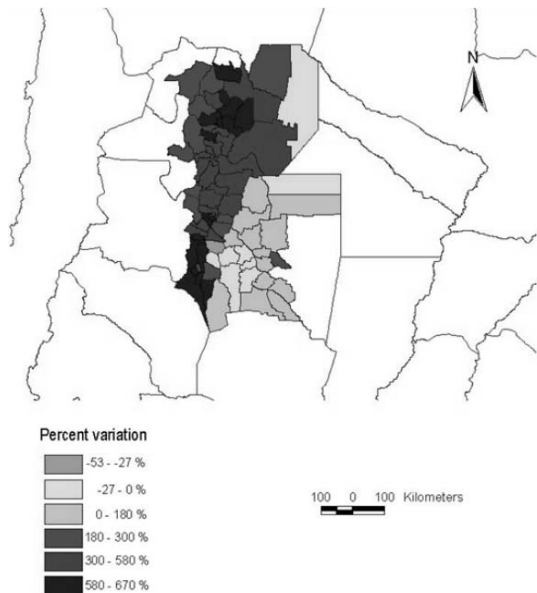 N
Percent variation
-53 - -27 %
-27 - 0 %
0 - 180 %
180 - 300 %
300 - 580 %
580 - 670 %
100 0 100 Kilometers